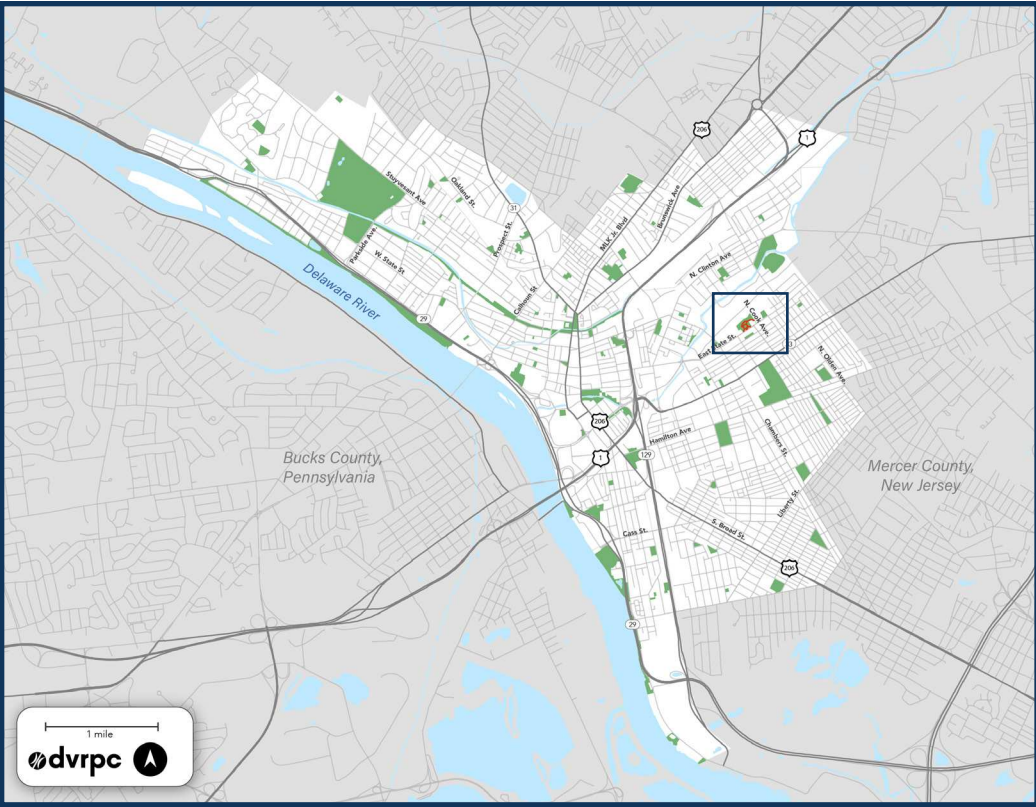 206
1
Stuyvesant Ave
Oakland St.
31
Prospect St.
MLK Jr. Blvd
Brunswick Ave
Parkside Ave.
W. State St
N. Clinton Ave
Delaware River
Calhoun St
29
N. Cook Ave.
East State St.
N. Olden Ave.
206
Hamilton Ave
Chambers St.
1
129
Bucks County,
Pennsylvania
Mercer County,
New Jersey
Liberty St.
Cass St.
S. Broad St.
206
29
1 mile
dvrpc